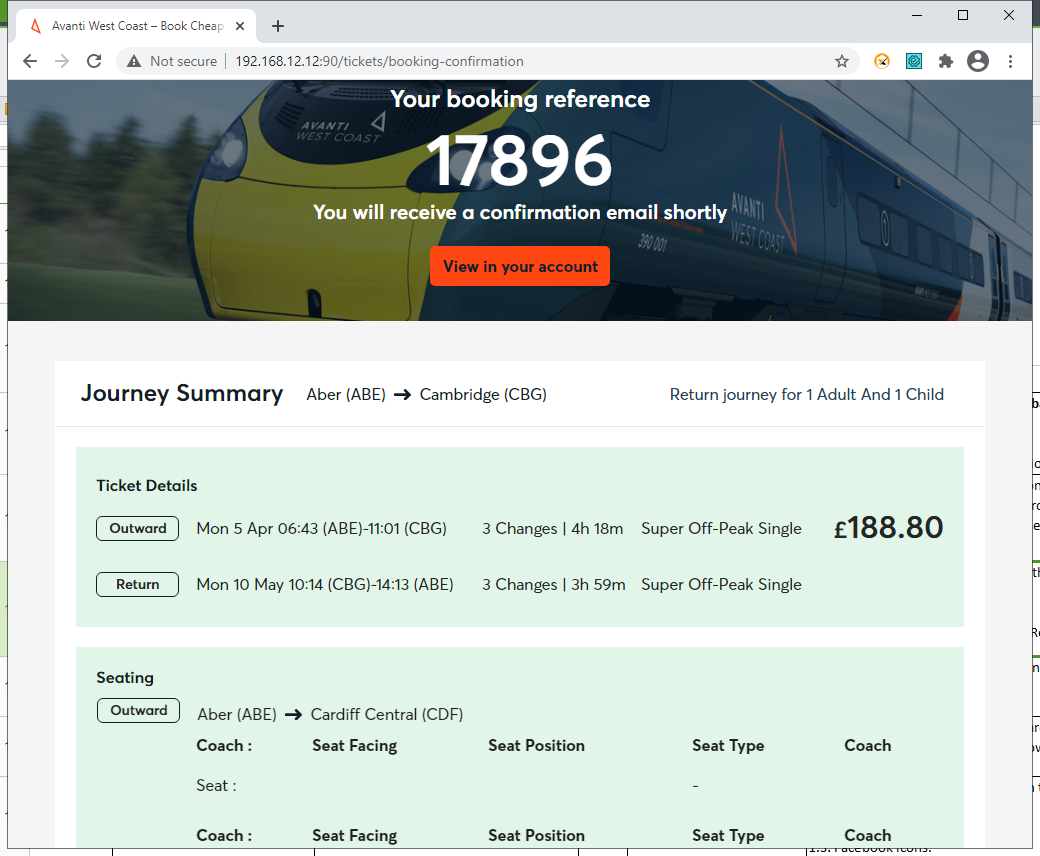 Avanti West Coast – Book Cheap
Not secure | 192.168.12.12:90/tickets/booking-confirmation
Your booking reference
17896
You will receive a confirmation email shortly
View in your account
AVANTI
WEST COAST
AVANTI
WEST COAST
390 001
Journey Summary Aber (ABE) → Cambridge (CBG) Return journey for 1 Adult And 1 Child
Ticket Details
Outward Mon 5 Apr 06:43 (ABE)-11:01 (CBG) 3 Changes | 4h 18m Super Off-Peak Single £188.80
Return Mon 10 May 10:14 (CBG)-14:13 (ABE) 3 Changes | 3h 59m Super Off-Peak Single
Seating
Outward Aber (ABE) → Cardiff Central (CDF)
Coach : Seat Facing Seat Position Seat Type Coach
Seat : -
Coach : Seat Facing Seat Position Seat Type Coach